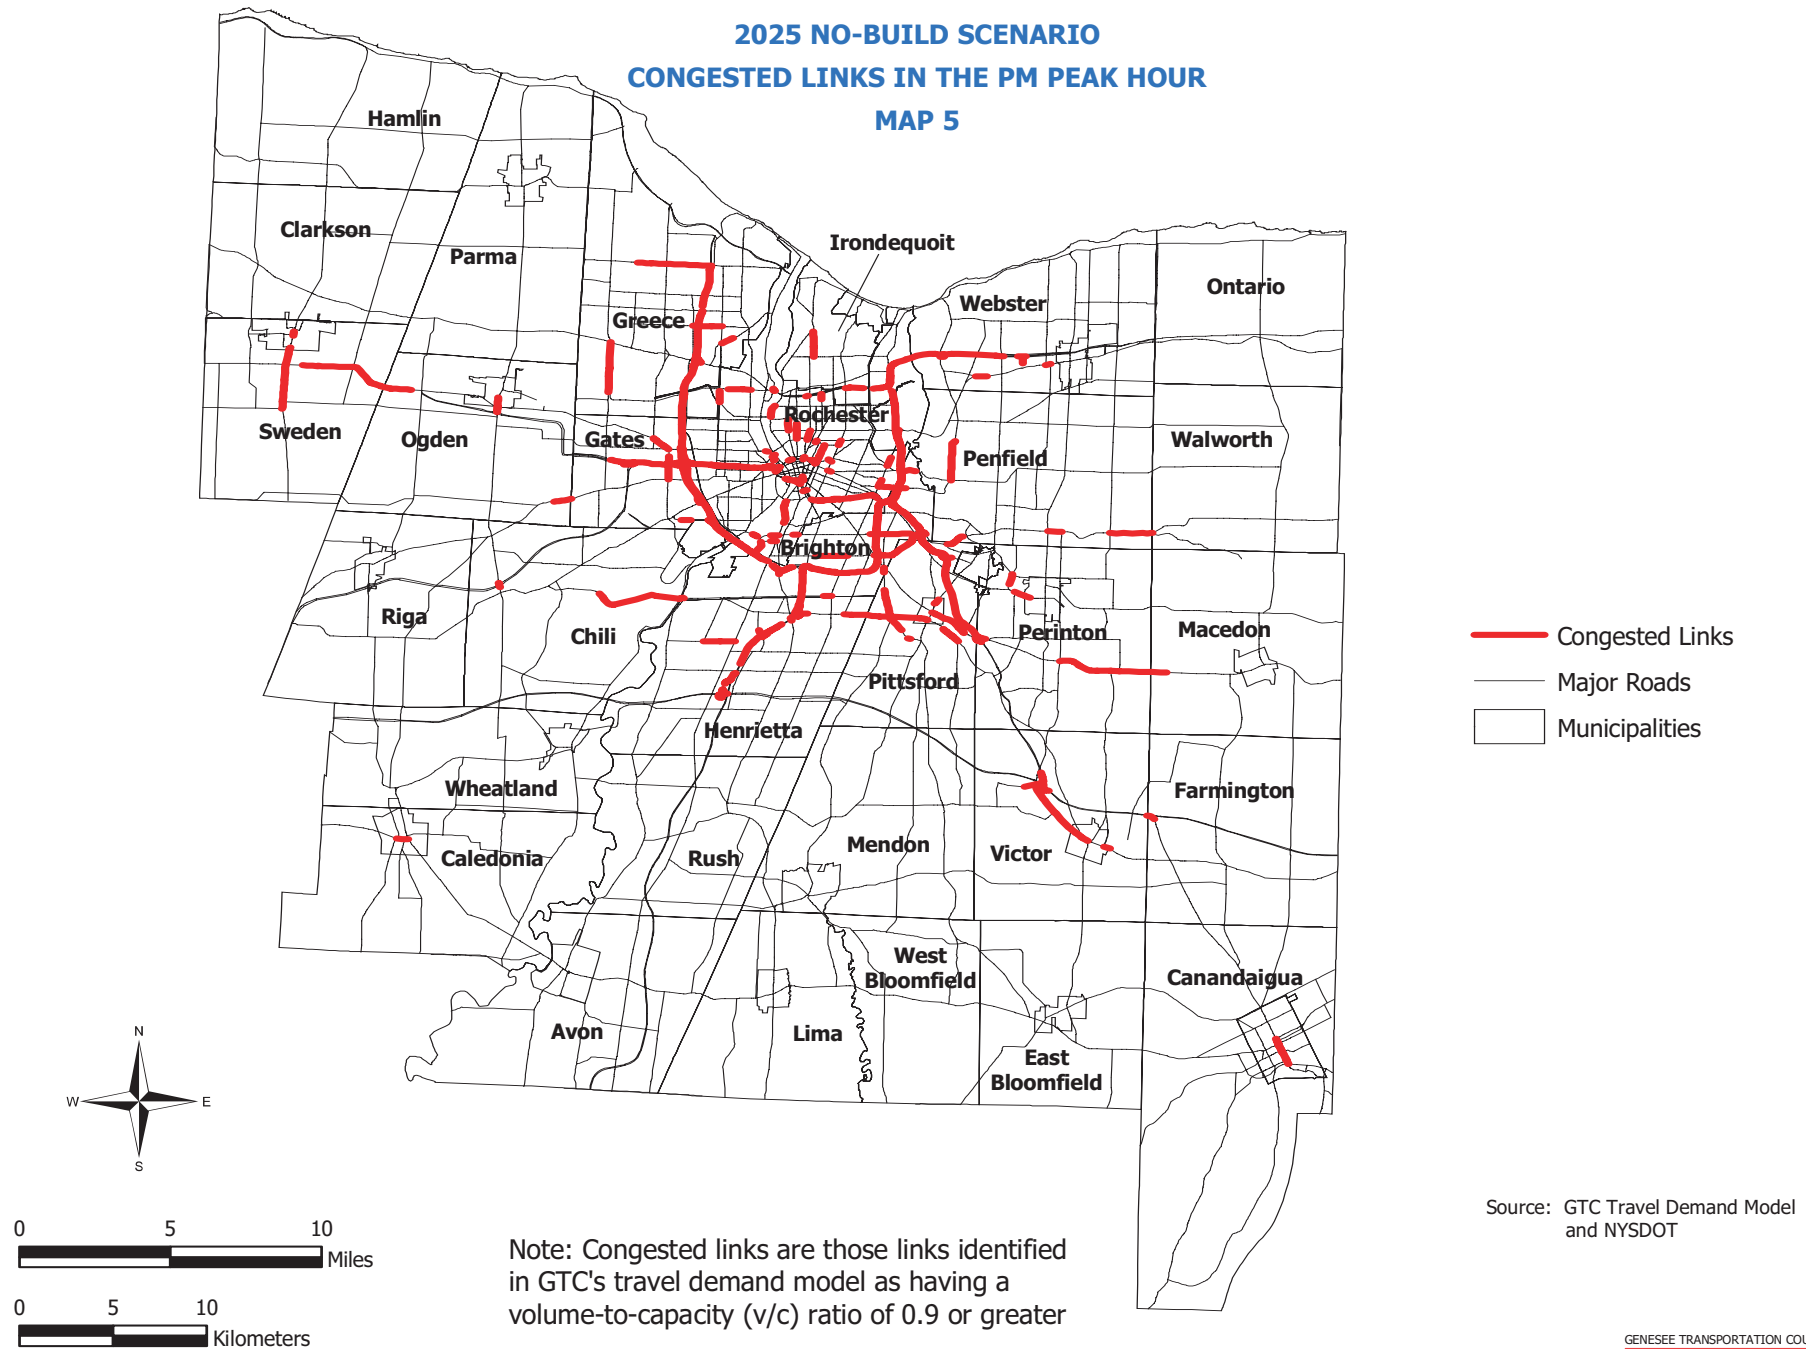 2025 NO-BUILD SCENARIO
CONGESTED LINKS IN THE PM PEAK HOUR
MAP 5
Hamlin
Clarkson
Parma
Irondequoit
Ontario
Webster
Greece
Rochester
Sweden
Ogden
Gates
Penfield
Walworth
Brighton
Riga
Chili
Perinton
Macedon
Pittsford
Henrietta
Wheatland
Farmington
Caledonia
Rush
Mendon
Victor
West
Bloomfield
Canandaigua
Avon
Lima
East
Bloomfield
Congested Links
Major Roads
Municipalities
N
W
E
S
0 5 10
Miles
0 5 10
Kilometers
Note: Congested links are those links identified
in GTC's travel demand model as having a
volume-to-capacity (v/c) ratio of 0.9 or greater
Source: GTC Travel Demand Model
and NYSDOT
GENESEE TRANSPORTATION